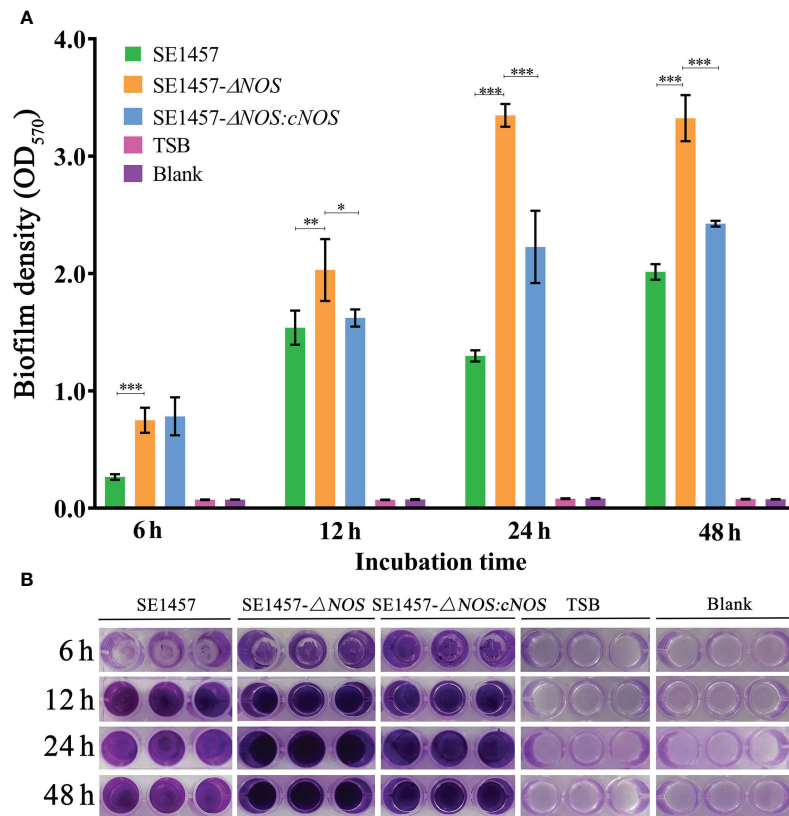 A
Biofilm density (OD570)
4.0
3.0
2.0
1.0
0.0
SE1457
SE1457-ΔNOS
SE1457-ΔNOS:cNOS
TSB
Blank
***
**
*
***
***
***
***
6 h
12 h
24 h
48 h
Incubation time
B
SE1457 SE1457-△NOS SE1457-△NOS:cNOS TSB Blank
6 h
12 h
24 h
48 h